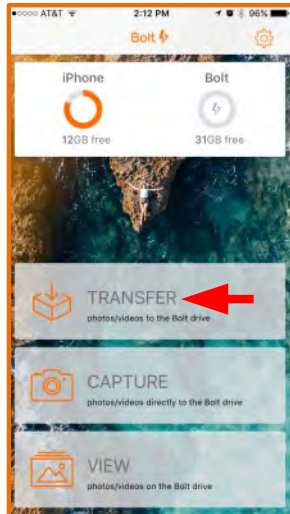 AT&T 2:12 PM 96%
Bolt
iPhone Bolt
12GB free 31GB free
TRANSFER
photos/videos to the Bolt drive
CAPTURE
photos/videos directly to the Bolt drive
VIEW
photos/videos on the Bolt drive